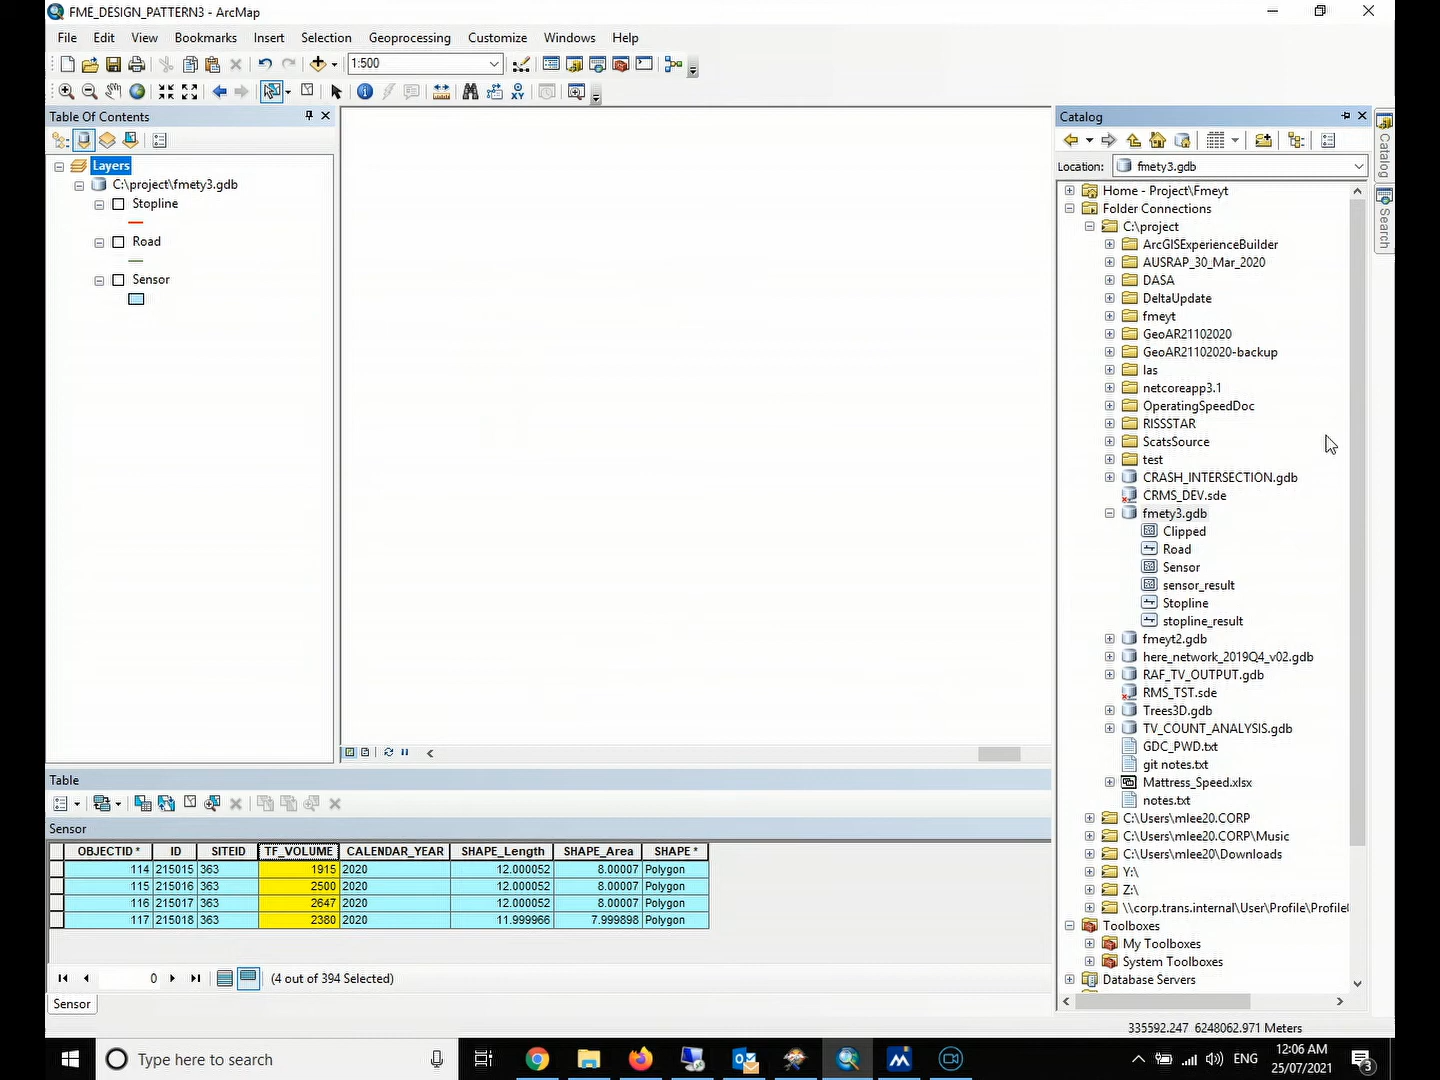 FME_DESIGN_PATTERN3 - ArcMap
File Edit View Bookmarks Insert Selection Geoprocessing Customize Windows Help
1:500
Table Of Contents
Layers
C:\project\fmety3.gdb
Stopline
Road
Sensor
Catalog
Location: fmety3.gdb
Home - Project\Fmeyt
Folder Connections
C:\project
ArcGISExperienceBuilder
AUSRAP_30_Mar_2020
DASA
DeltaUpdate
fmeyt
GeoAR21102020
GeoAR21102020-backup
las
netcoreapp3.1
OperatingSpeedDoc
RISSSTAR
ScatsSource
test
CRASH_INTERSECTION.gdb
CRMS_DEV.sde
fmety3.gdb
Clipped
Road
Sensor
sensor_result
Stopline
stopline_result
fmeyt2.gdb
here_network_2019Q4_v02.gdb
RAF_TV_OUTPUT.gdb
RMS_TST.sde
Trees3D.gdb
TV_COUNT_ANALYSIS.gdb
GDC_PWD.txt
git notes.txt
Mattress_Speed.xlsx
notes.txt
C:\Users\mlee20.CORP
C:\Users\mlee20.CORP\Music
C:\Users\mlee20\Downloads
Y:\
Z:\
\\corp.trans.internal\User\Profile\Profile
Toolboxes
My Toolboxes
System Toolboxes
Database Servers
Catalog
Search
Table
Sensor
OBJECTID * ID SITEID TF_VOLUME CALENDAR_YEAR SHAPE_Length SHAPE_Area SHAPE *
114 215015 363 1915 2020 12.000052 8.00007 Polygon
115 215016 363 2500 2020 12.000052 8.00007 Polygon
116 215017 363 2647 2020 12.000052 8.00007 Polygon
117 215018 363 2380 2020 11.999966 7.999898 Polygon
0 (4 out of 394 Selected)
Sensor
335592.247 6248062.971 Meters
Type here to search
ENG
12:06 AM
25/07/2021
3